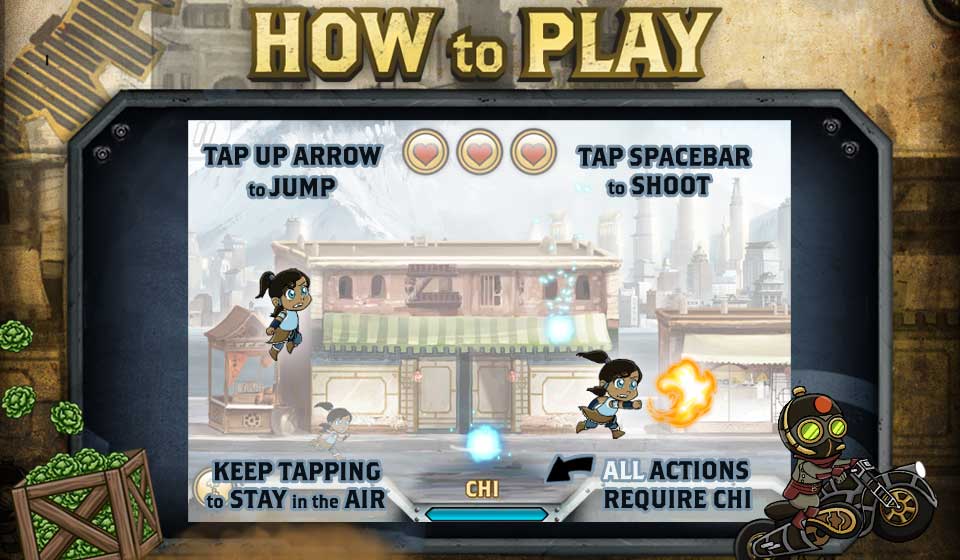 HOW to PLAY
TAP UP ARROW
to JUMP
TAP SPACEBAR
to SHOOT
KEEP TAPPING
to STAY in the AIR
CHI
ALL ACTIONS
REQUIRE CHI